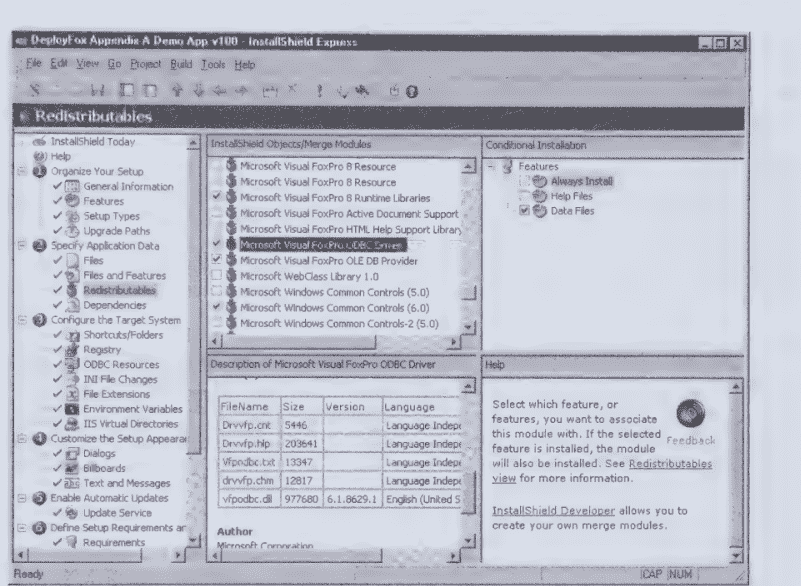 DeployFox Appendix A Demo App v100 - InstallShield Express
File Edit View Go Project Build Tools Help
Redistributables
InstallShield Today
Help
1 Organize Your Setup
General Information
Features
Setup Types
Upgrade Paths
2 Specify Application Data
Files
Files and Features
Redistributables
Dependencies
3 Configure the Target System
Shortcuts/Folders
Registry
ODBC Resources
INI File Changes
File Extensions
Environment Variables
IIS Virtual Directories
4 Customize the Setup Appearar
Dialogs
Billboards
Text and Messages
5 Enable Automatic Updates
Update Service
6 Define Setup Requirements ar
Requirements
InstallShield Objects/Merge Modules
Microsoft Visual FoxPro 8 Resource
Microsoft Visual FoxPro 8 Resource
Microsoft Visual FoxPro 8 Runtime Libraries
Microsoft Visual FoxPro Active Document Support
Microsoft Visual FoxPro HTML Help Support Library
Microsoft Visual FoxPro ODBC Driver
Microsoft Visual FoxPro OLE DB Provider
Microsoft WebClass Library 1.0
Microsoft Windows Common Controls (5.0)
Microsoft Windows Common Controls (6.0)
Microsoft Windows Common Controls-2 (5.0)
Conditional Installation
Features
Always Install
Help Files
Data Files
Description of Microsoft Visual FoxPro ODBC Driver
FileName Size Version Language
Drvvfp.cnt 5446 Language Indepe
Drvvfp.hlp 203641 Language Indepe
Vfpodbc.txt 13347 Language Indepe
drvvfp.chm 12817 Language Indepe
vfpodbc.dll 977680 6.1.8629.1 English (United S
Author
Microsoft Corporation
Help
Select which feature, or
features, you want to associate
this module with. If the selected
feature is installed, the module
will also be installed. See Redistributables
view for more information.
Feedback
InstallShield Developer allows you to
create your own merge modules.
Ready
CAP NUM